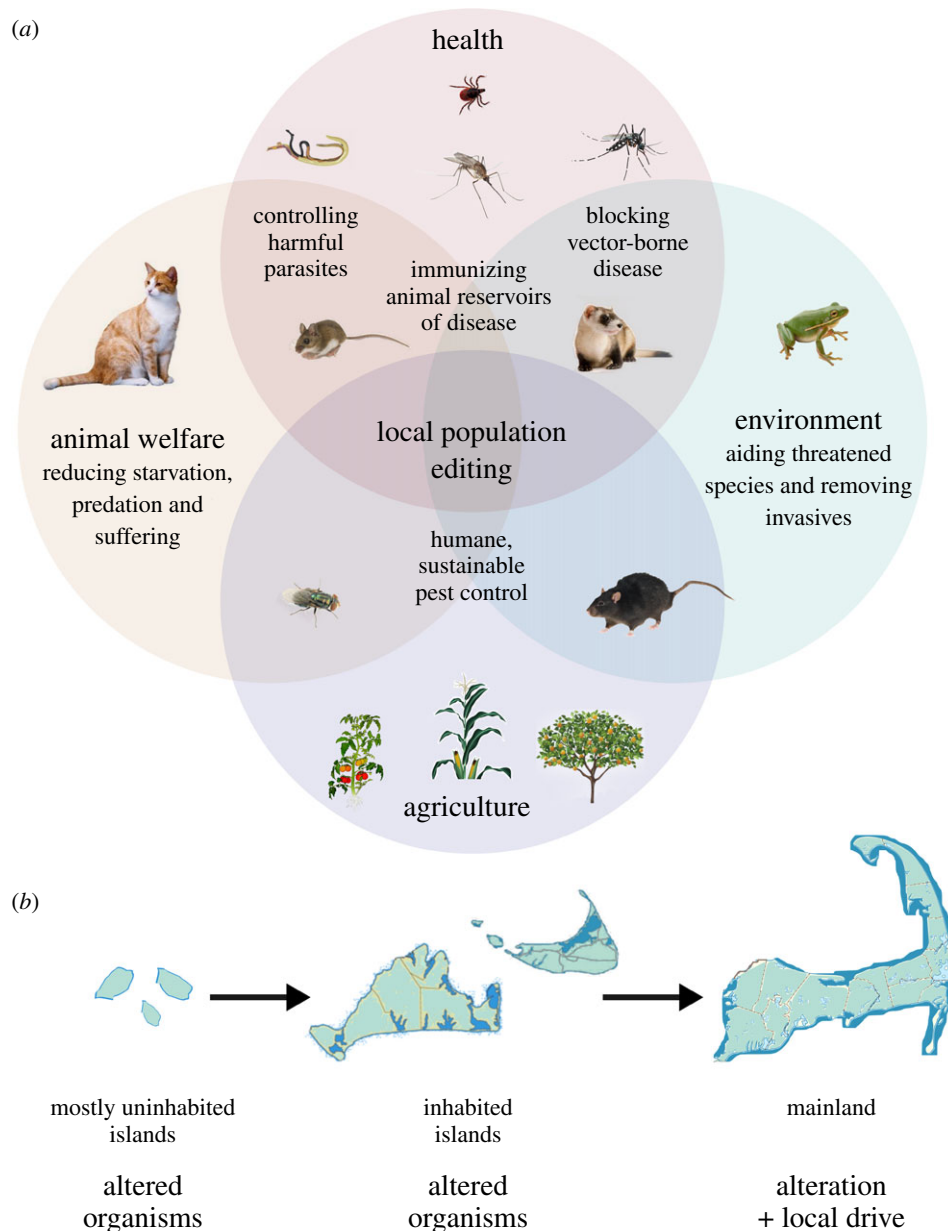 (a)
health
controlling
harmful
parasites
blocking
vector-borne
disease
immunizing
animal reservoirs
of disease
animal welfare
reducing starvation,
predation and
suffering
local population
editing
environment
aiding threatened
species and removing
invasives
humane,
sustainable
pest control
agriculture
(b)
mostly uninhabited
islands
inhabited
islands
mainland
altered
organisms
altered
organisms
alteration
+ local drive